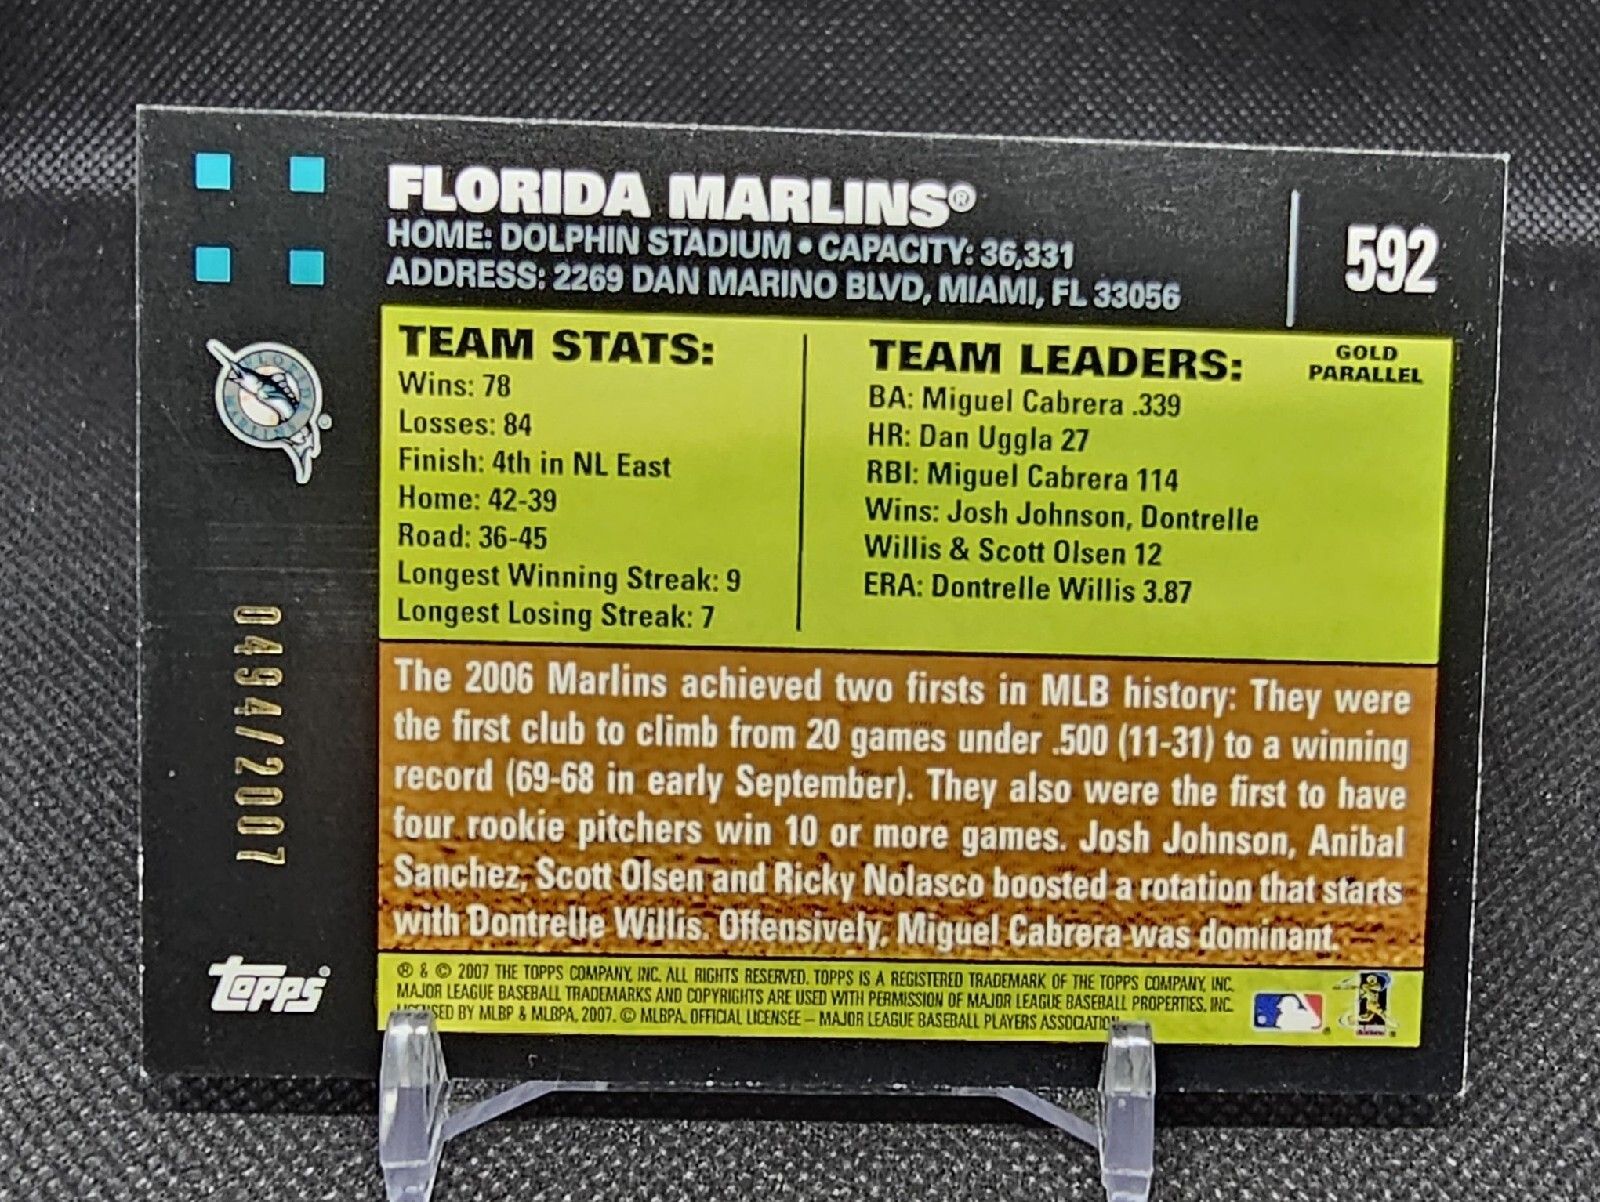 FLORIDA MARLINS®
HOME: DOLPHIN STADIUM • CAPACITY: 36,331
ADDRESS: 2269 DAN MARINO BLVD, MIAMI, FL 33056
592
TEAM STATS:
Wins: 78
Losses: 84
Finish: 4th in NL East
Home: 42-39
Road: 36-45
Longest Winning Streak: 9
Longest Losing Streak: 7
TEAM LEADERS:
BA: Miguel Cabrera .339
HR: Dan Uggla 27
RBI: Miguel Cabrera 114
Wins: Josh Johnson, Dontrelle
Willis & Scott Olsen 12
ERA: Dontrelle Willis 3.87
GOLD
PARALLEL
FLORIDA
MARLINS
0494/2007
The 2006 Marlins achieved two firsts in MLB history: They were
the first club to climb from 20 games under .500 (11-31) to a winning
record (69-68 in early September). They also were the first to have
four rookie pitchers win 10 or more games. Josh Johnson, Anibal
Sanchez, Scott Olsen and Ricky Nolasco boosted a rotation that starts
with Dontrelle Willis. Offensively, Miguel Cabrera was dominant.
topps
® & © 2007 THE TOPPS COMPANY, INC. ALL RIGHTS RESERVED. TOPPS IS A REGISTERED TRADEMARK OF THE TOPPS COMPANY, INC.
MAJOR LEAGUE BASEBALL TRADEMARKS AND COPYRIGHTS ARE USED WITH PERMISSION OF MAJOR LEAGUE BASEBALL PROPERTIES, INC.
LICENSED BY MLBP & MLBPA, 2007. © MLBPA. OFFICIAL LICENSEE – MAJOR LEAGUE BASEBALL PLAYERS ASSOCIATION